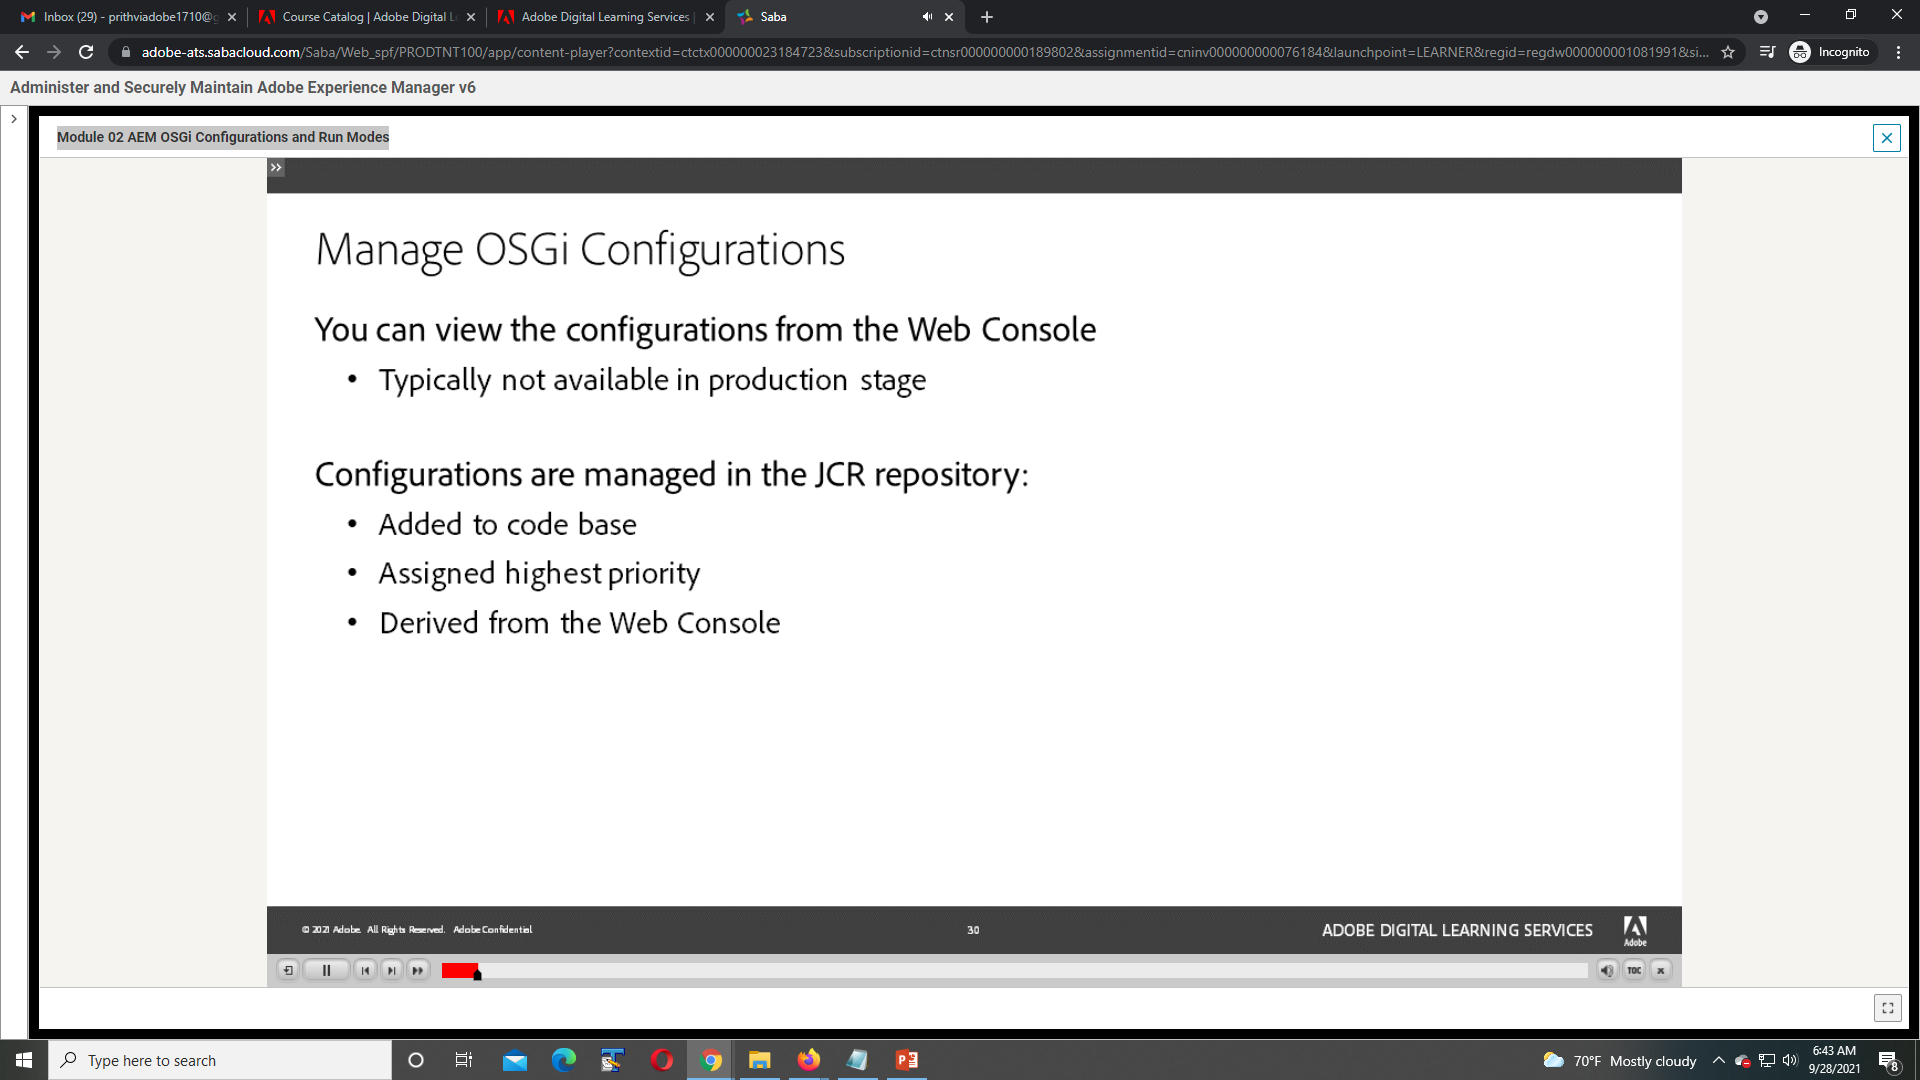 Inbox (29) - prithviadobe1710@g
Course Catalog | Adobe Digital L
Adobe Digital Learning Services |
Saba
adobe-ats.sabacloud.com/Saba/Web_spf/PRODTNT100/app/content-player?contextid=ctctx000000023184723&subscriptionid=ctnsr000000000189802&assignmentid=cninv000000000076184&launchpoint=LEARNER&regid=regdw000000001081991&si...
Incognito
Administer and Securely Maintain Adobe Experience Manager v6
Module 02 AEM OSGi Configurations and Run Modes
Manage OSGi Configurations
You can view the configurations from the Web Console
• Typically not available in production stage
Configurations are managed in the JCR repository:
• Added to code base
• Assigned highest priority
• Derived from the Web Console
© 2021 Adobe. All Rights Reserved. Adobe Confidential.
30
ADOBE DIGITAL LEARNING SERVICES
Adobe
TOC
Type here to search
70°F Mostly cloudy
6:43 AM
9/28/2021
8